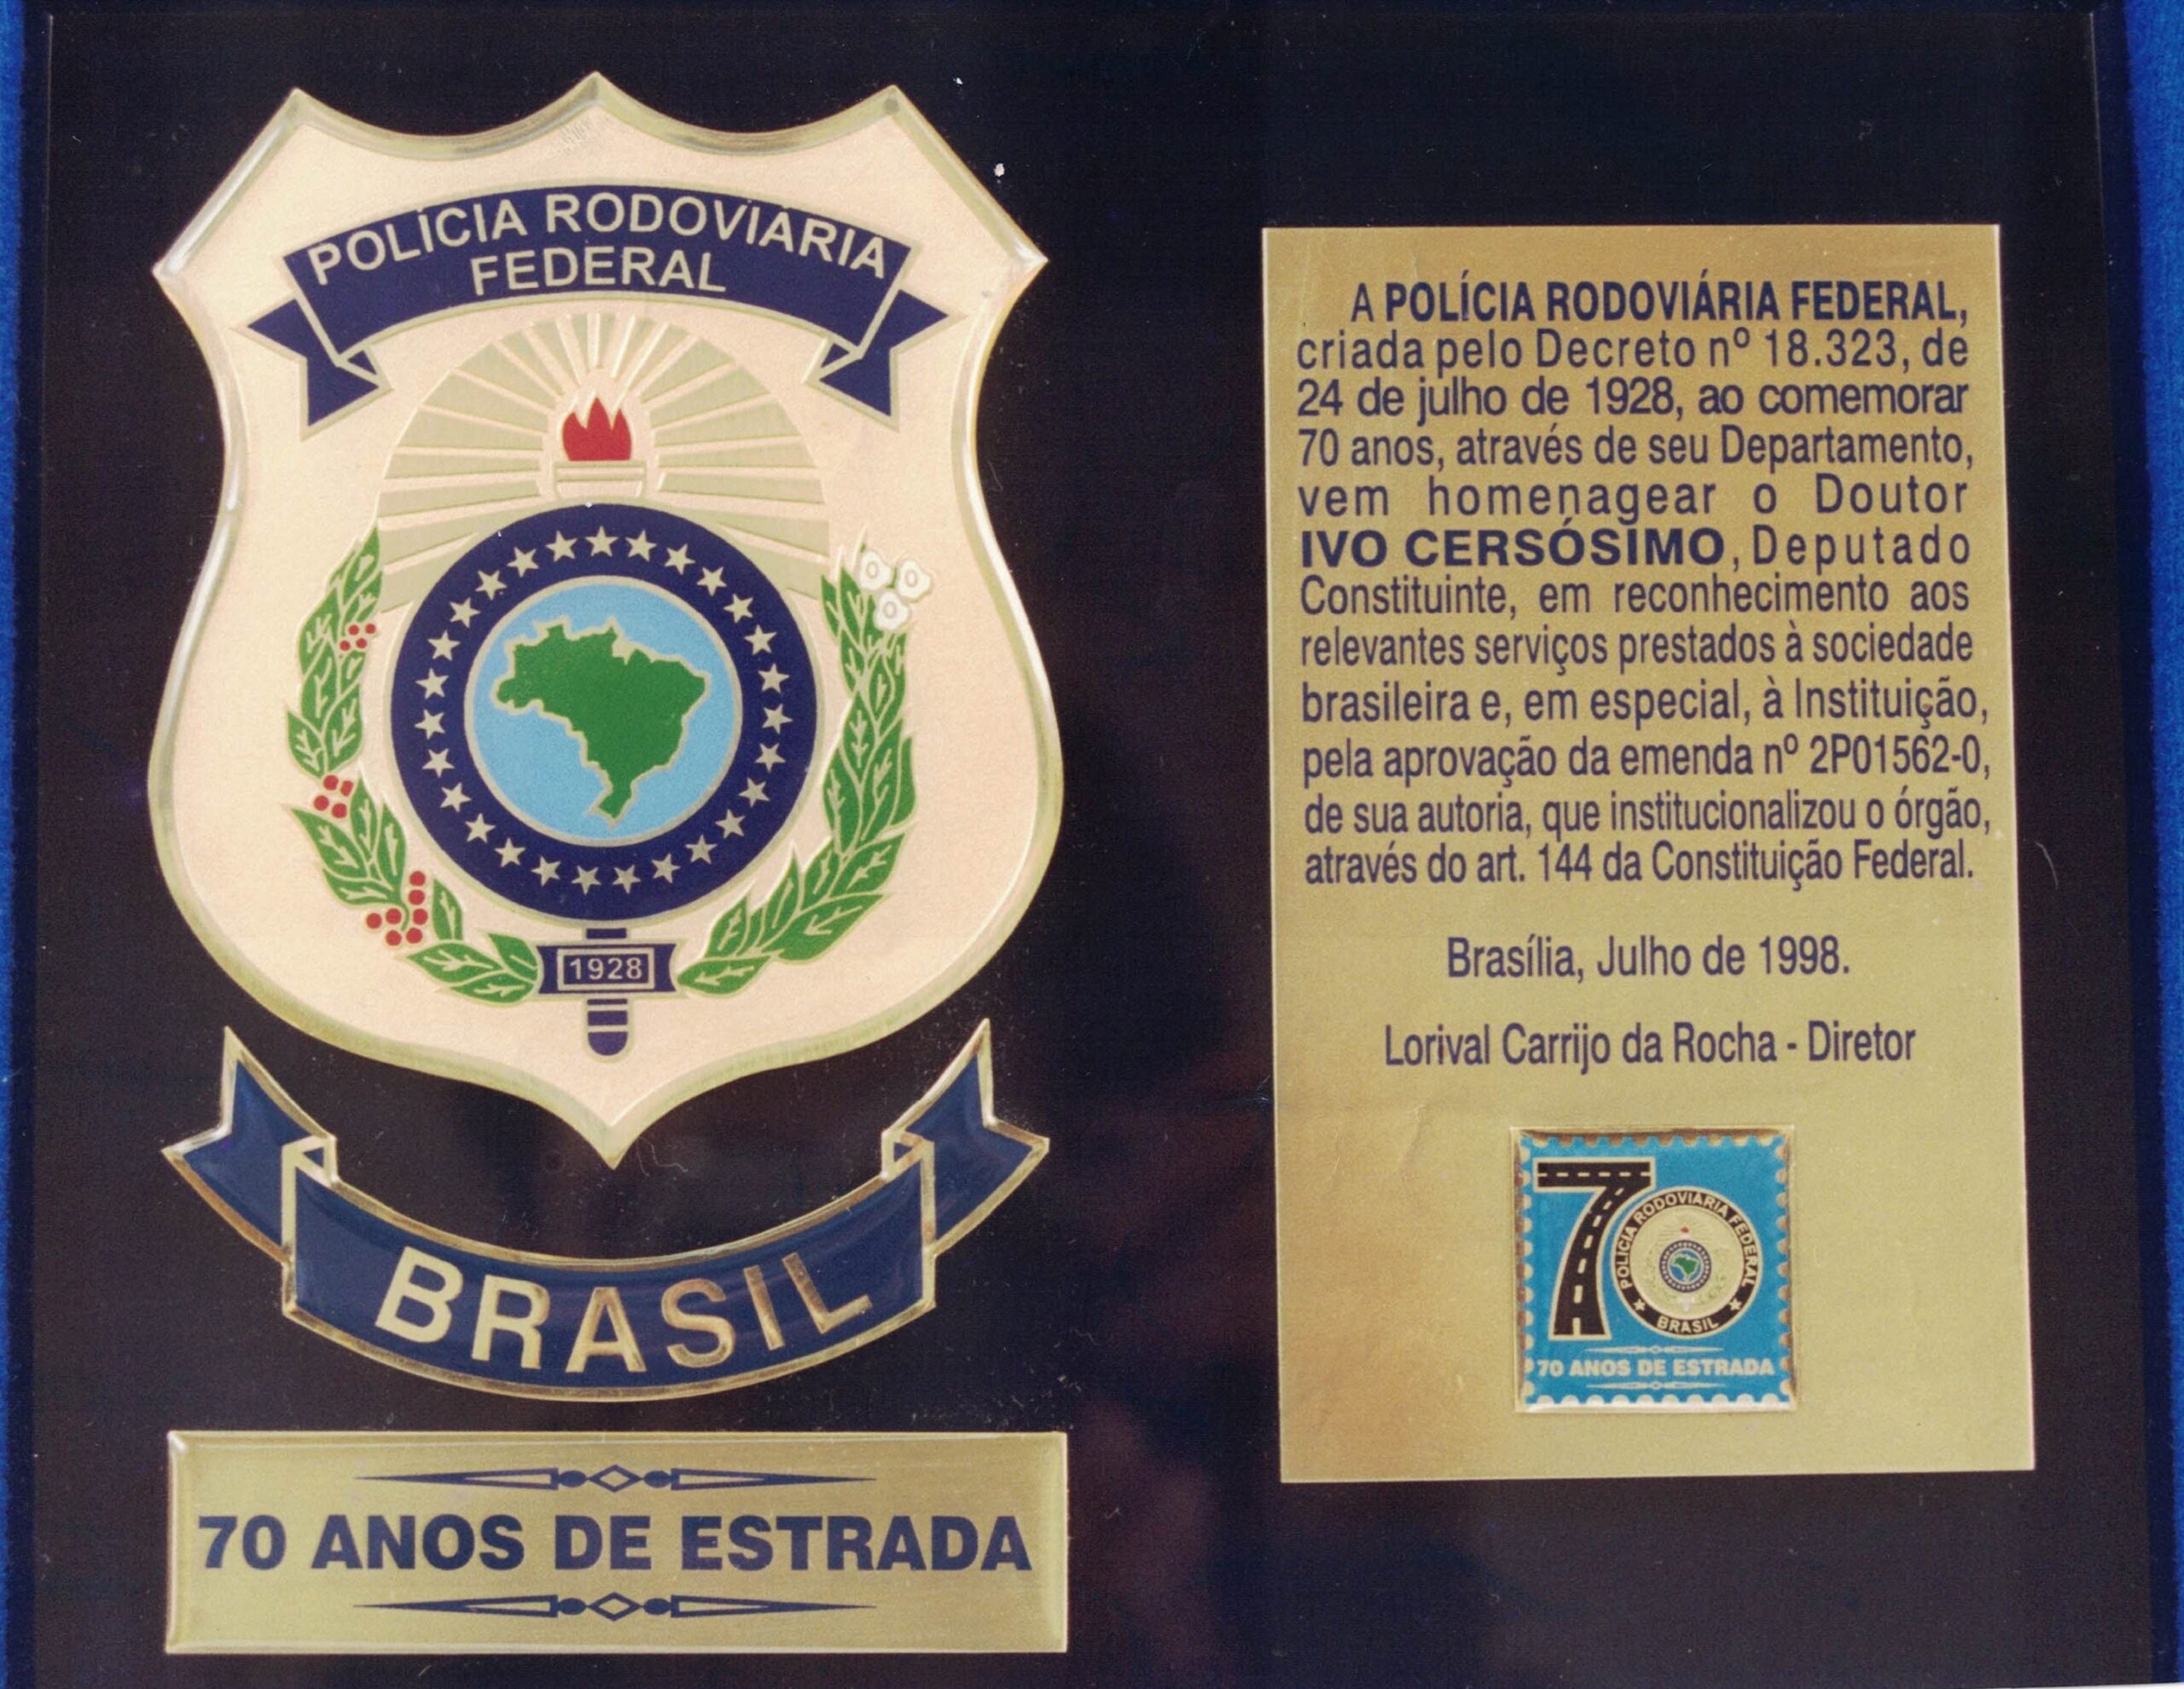 POLÍCIA RODOVIÁRIA
FEDERAL
1928
BRASIL
70 ANOS DE ESTRADA
A POLÍCIA RODOVIÁRIA FEDERAL,
criada pelo Decreto nº 18.323, de
24 de julho de 1928, ao comemorar
70 anos, através de seu Departamento,
vem homenagear o Doutor
IVO CERSÓSIMO, Deputado
Constituinte, em reconhecimento aos
relevantes serviços prestados à sociedade
brasileira e, em especial, à Instituição,
pela aprovação da emenda nº 2P01562-0,
de sua autoria, que institucionalizou o órgão,
através do art. 144 da Constituição Federal.
Brasília, Julho de 1998.
Lorival Carrijo da Rocha - Diretor
70
POLÍCIA RODOVIÁRIA FEDERAL
BRASIL
70 ANOS DE ESTRADA